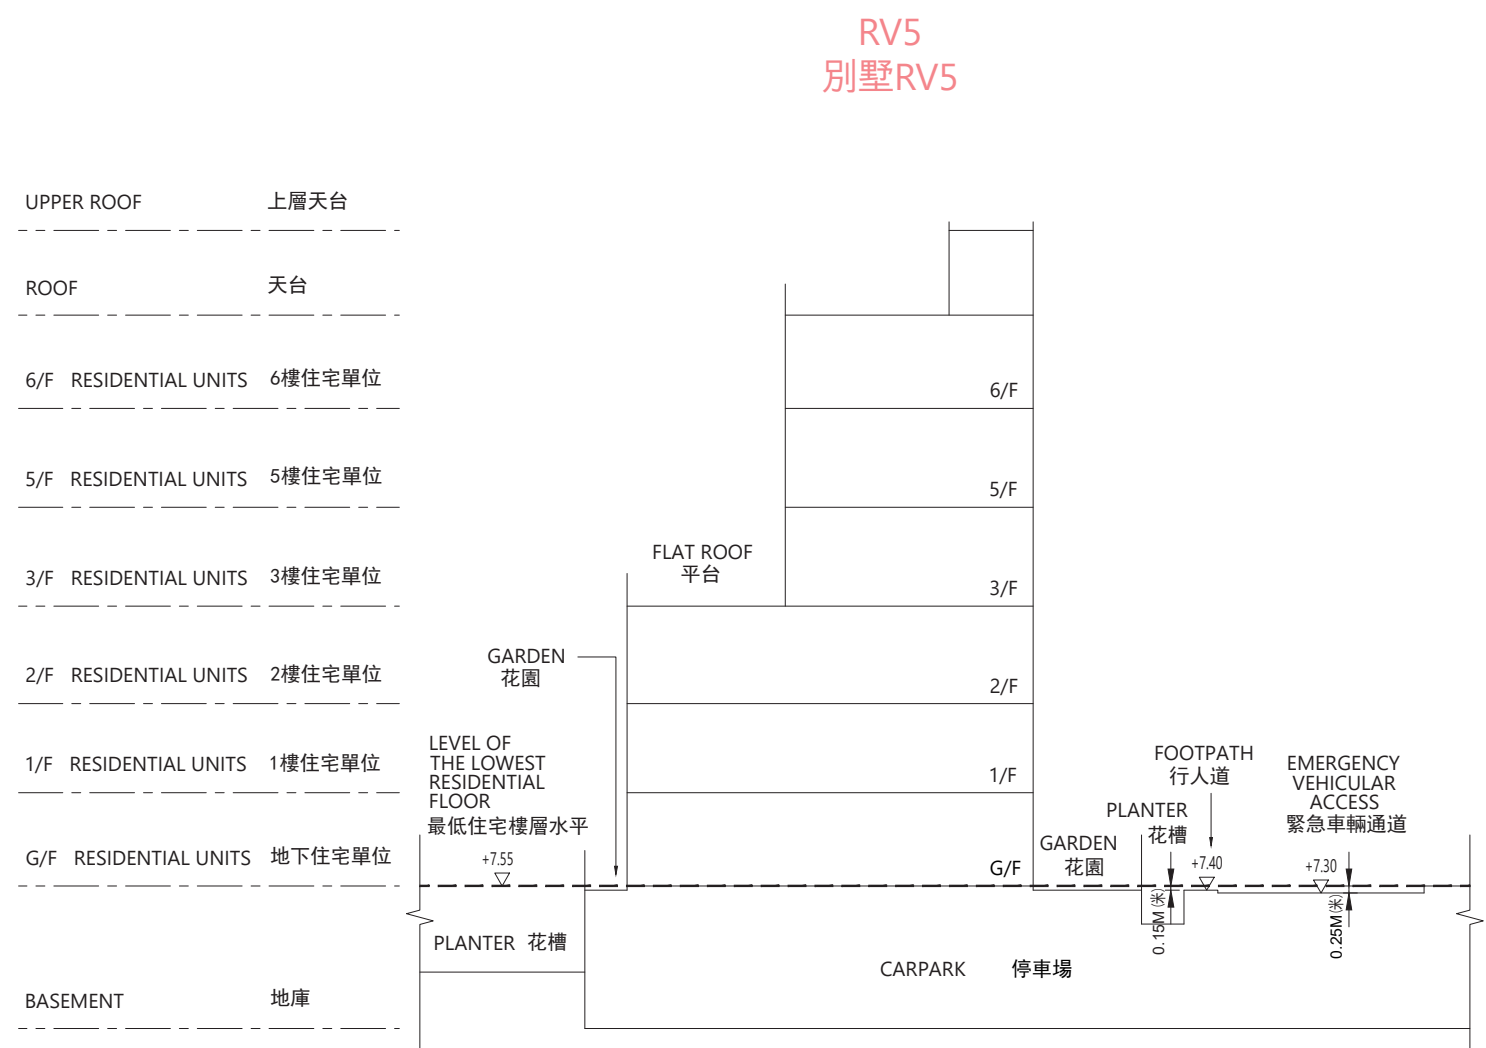 RV5
別墅RV5
UPPER ROOF 上層天台
ROOF 天台
6/F RESIDENTIAL UNITS 6樓住宅單位
6/F
5/F RESIDENTIAL UNITS 5樓住宅單位
5/F
FLAT ROOF
平台
3/F RESIDENTIAL UNITS 3樓住宅單位
3/F
GARDEN
花園
2/F RESIDENTIAL UNITS 2樓住宅單位
2/F
LEVEL OF
THE LOWEST
RESIDENTIAL
FLOOR
最低住宅樓層水平
+7.55
1/F RESIDENTIAL UNITS 1樓住宅單位
1/F
FOOTPATH
行人道
+7.40
EMERGENCY
VEHICULAR
ACCESS
緊急車輛通道
+7.30
PLANTER
花槽
GARDEN
花園
G/F RESIDENTIAL UNITS 地下住宅單位
G/F
0.15M(米)
0.25M(米)
PLANTER 花槽
CARPARK 停車場
BASEMENT 地庫